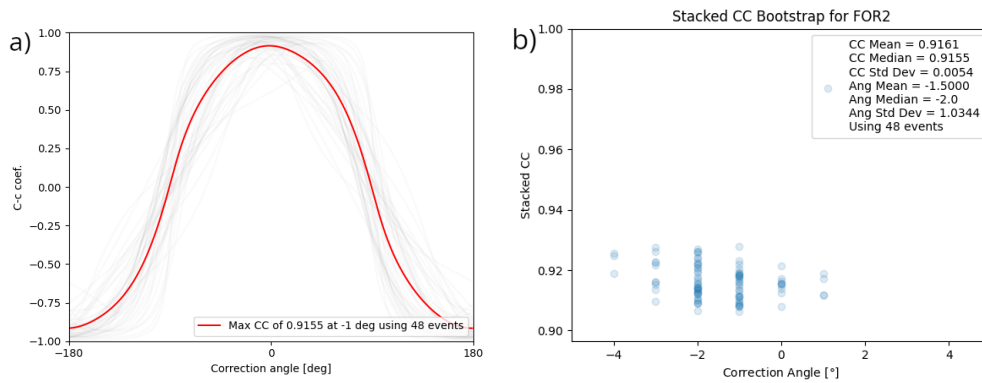 a)
1.00
0.75
0.50
0.25
0.00
−0.25
−0.50
−0.75
−1.00
C-c coef.
−180
0
180
Correction angle [deg]
Max CC of 0.9155 at -1 deg using 48 events
b)
Stacked CC Bootstrap for FOR2
1.00
0.98
0.96
0.94
0.92
0.90
Stacked CC
CC Mean = 0.9161
CC Median = 0.9155
CC Std Dev = 0.0054
Ang Mean = -1.5000
Ang Median = -2.0
Ang Std Dev = 1.0344
Using 48 events
−4
−2
0
2
4
Correction Angle [°]